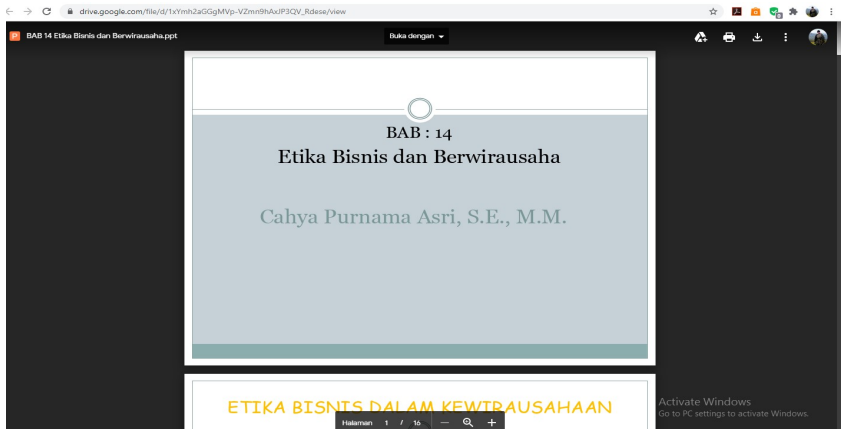 drive.google.com/file/d/1xYmh2aGGgMVp-VZmn9hAxJP3QV_Rdese/view
BAB 14 Etika Bisnis dan Berwirausaha.ppt
Buka dengan
BAB : 14
Etika Bisnis dan Berwirausaha
Cahya Purnama Asri, S.E., M.M.
ETIKA BISNIS DALAM KEWIRAUSAHAAN
Halaman 1 / 16
Activate Windows
Go to PC settings to activate Windows.